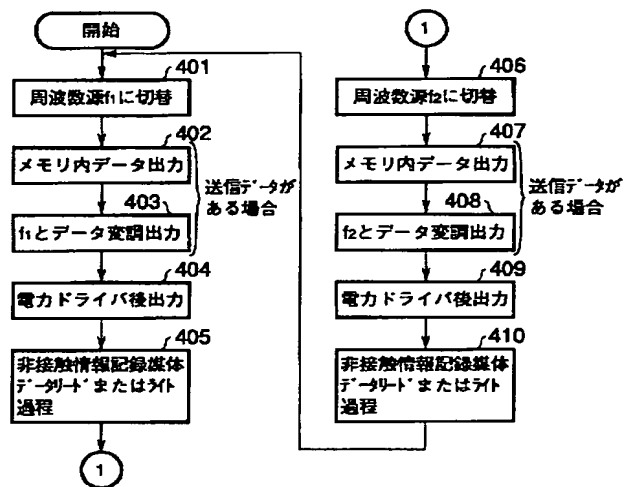 開始
401
周波数源f1に切替
402
メモリ内データ出力
403
f1とデータ変調出力
送信データが
ある場合
404
電力ドライバ後出力
405
非接触情報記録媒体
データリードまたはライト
過程
1
1
406
周波数源f2に切替
407
メモリ内データ出力
408
f2とデータ変調出力
送信データが
ある場合
409
電力ドライバ後出力
410
非接触情報記録媒体
データリードまたはライト
過程